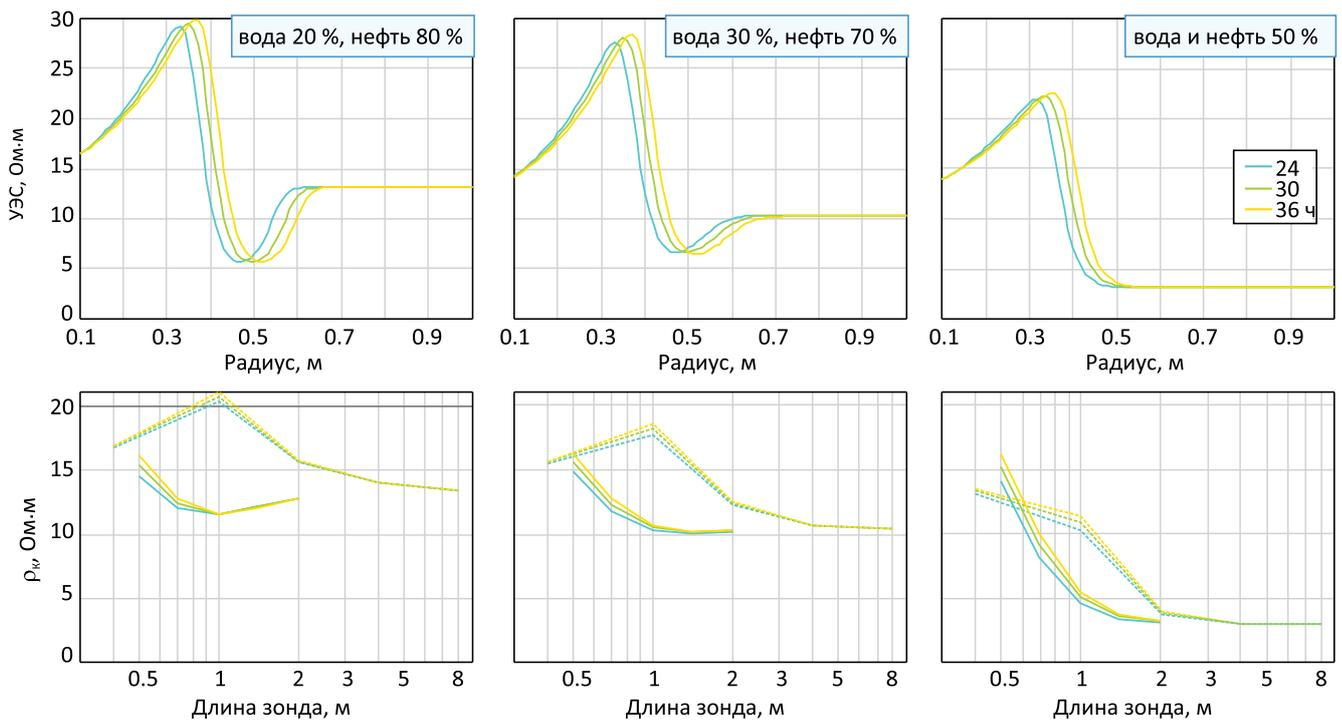 вода 20 %, нефть 80 %
вода 30 %, нефть 70 %
вода и нефть 50 %
УЭС, Ом·м
30
25
20
15
10
5
0
24
30
36 ч
0.1 0.3 0.5 0.7 0.9
0.1 0.3 0.5 0.7 0.9
0.1 0.3 0.5 0.7 0.9
Радиус, м
Радиус, м
Радиус, м
ρк, Ом·м
20
15
10
5
0
0.5 1 2 3 5 8
0.5 1 2 3 5 8
0.5 1 2 3 5 8
Длина зонда, м
Длина зонда, м
Длина зонда, м